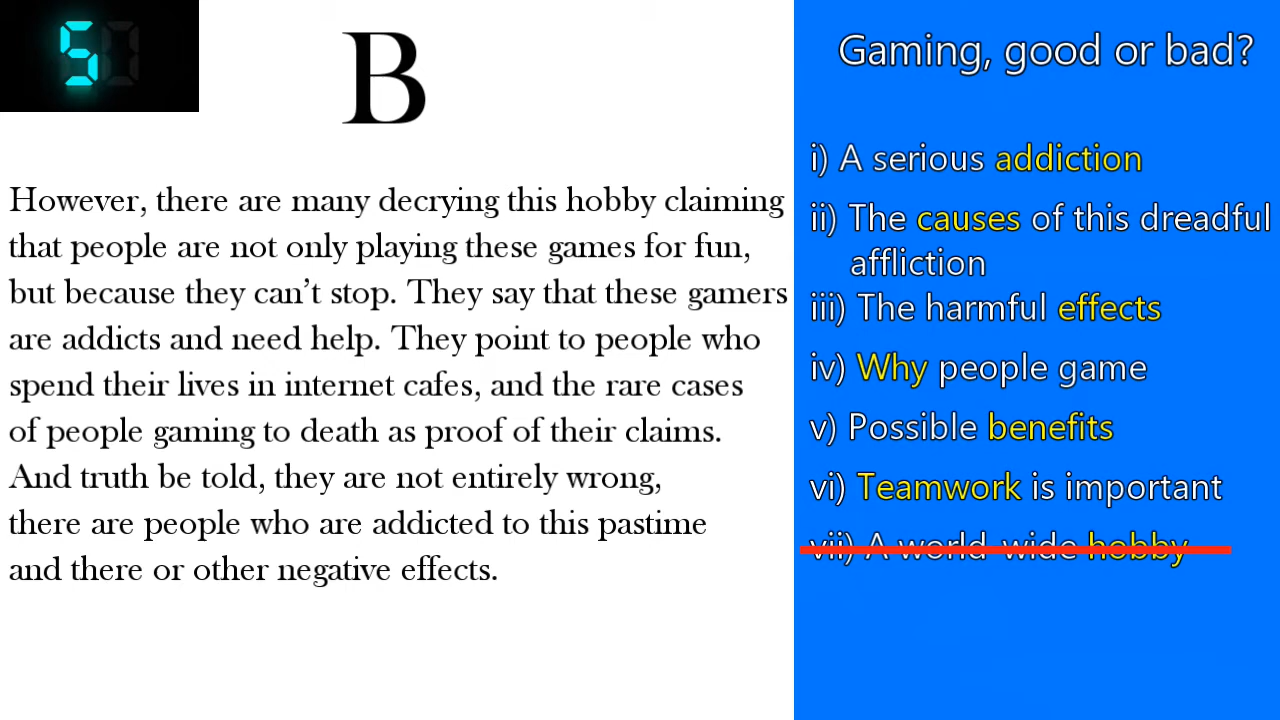 5
B
However, there are many decrying this hobby claiming
that people are not only playing these games for fun,
but because they can't stop. They say that these gamers
are addicts and need help. They point to people who
spend their lives in internet cafes, and the rare cases
of people gaming to death as proof of their claims.
And truth be told, they are not entirely wrong,
there are people who are addicted to this pastime
and there or other negative effects.
Gaming, good or bad?
i) A serious addiction
ii) The causes of this dreadful
affliction
iii) The harmful effects
iv) Why people game
v) Possible benefits
vi) Teamwork is important
vii) A world-wide hobby